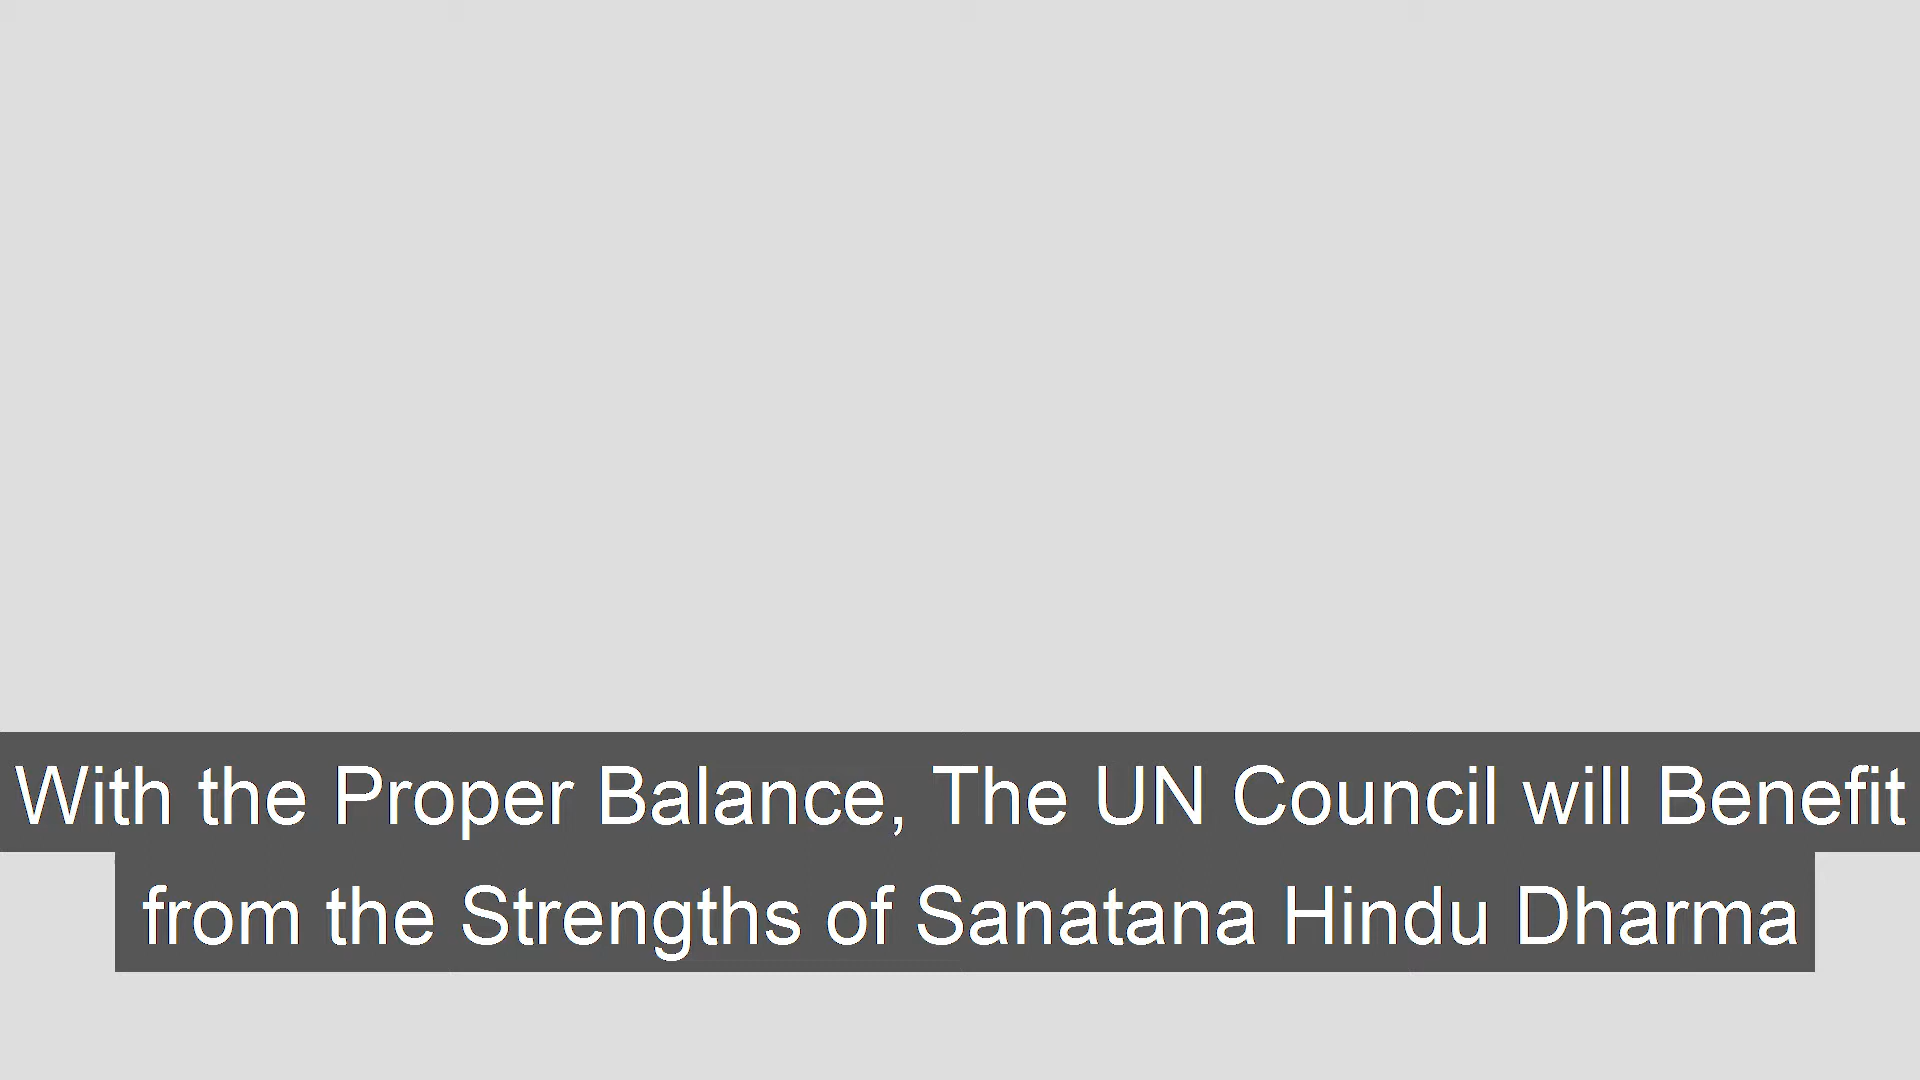 With the Proper Balance, The UN Council will Benefit
from the Strengths of Sanatana Hindu Dharma